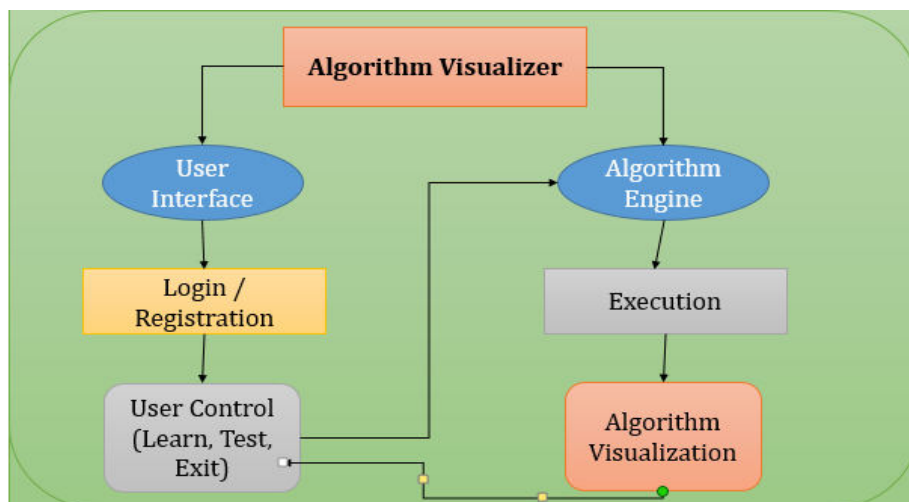 Algorithm Visualizer
User
Interface
Algorithm
Engine
Login /
Registration
Execution
User Control
(Learn, Test,
Exit)
Algorithm
Visualization